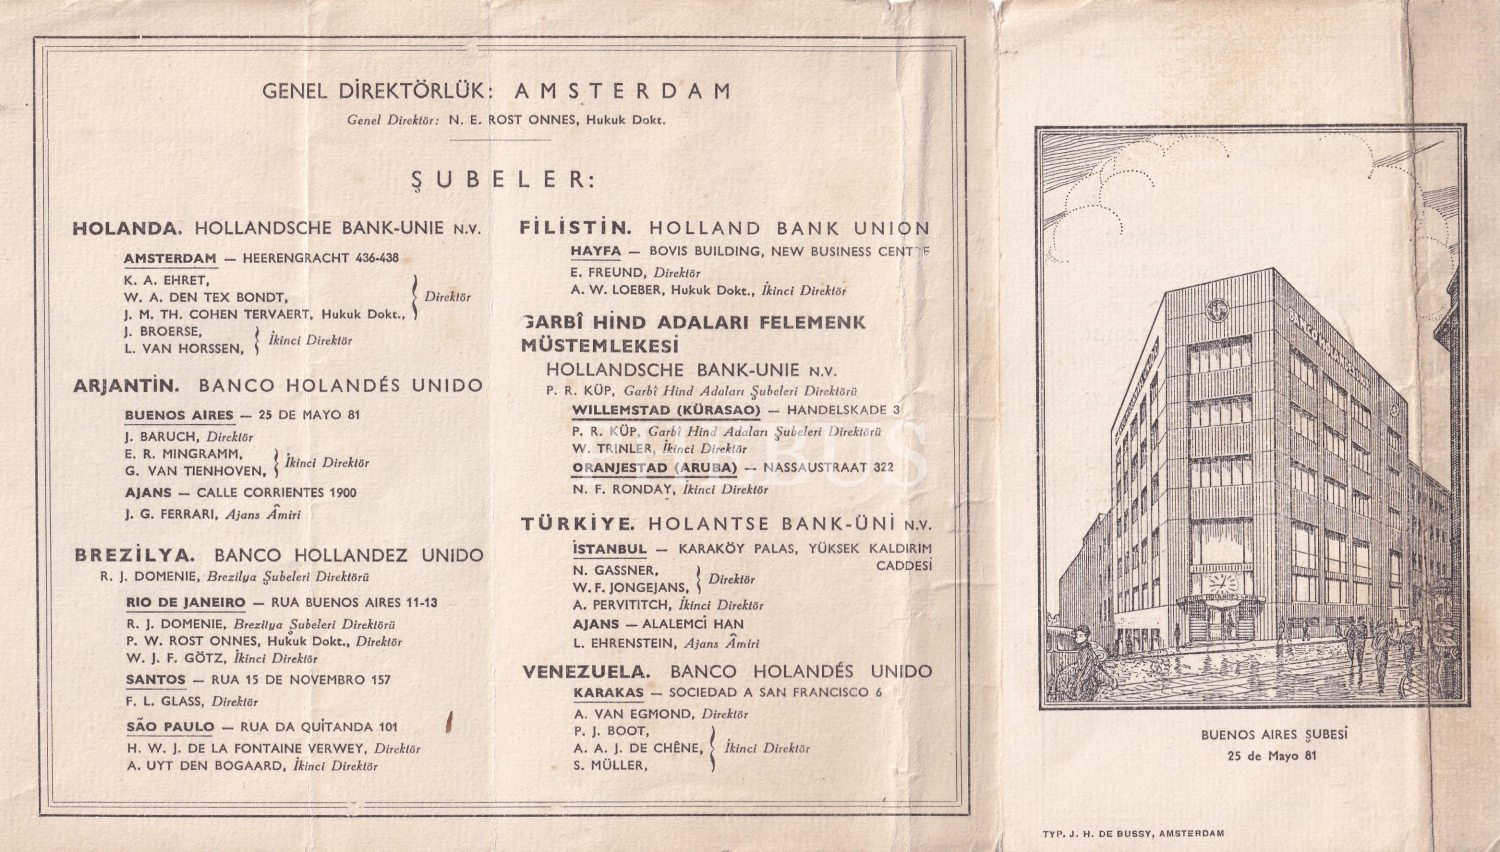 GENEL DİREKTÖRLÜK: AMSTERDAM
Genel Direktör: N. E. ROST ONNES, Hukuk Dokt.
ŞUBELER:
HOLANDA. HOLLANDSCHE BANK-UNIE N.V.
AMSTERDAM — HEERENGRACHT 436-438
K. A. EHRET,
W. A. DEN TEX BONDT,
J. M. TH. COHEN TERVAERT, Hukuk Dokt., Direktör
J. BROERSE,
L. VAN HORSSEN, İkinci Direktör
ARJANTİN. BANCO HOLANDÉS UNIDO
BUENOS AIRES — 25 DE MAYO 81
J. BARUCH, Direktör
E. R. MINGRAMM,
G. VAN TIENHOVEN, İkinci Direktör
AJANS — CALLE CORRIENTES 1900
J. G. FERRARI, Ajans Âmiri
BREZİLYA. BANCO HOLLANDEZ UNIDO
R. J. DOMENIE, Brezilya Şubeleri Direktörü
RIO DE JANEIRO — RUA BUENOS AIRES 11-13
R. J. DOMENIE, Brezilya Şubeleri Direktörü
P. W. ROST ONNES, Hukuk Dokt., Direktör
W. J. F. GÖTZ, İkinci Direktör
SANTOS — RUA 15 DE NOVEMBRO 157
F. L. GLASS, Direktör
SÃO PAULO — RUA DA QUİTANDA 101
H. W. J. DE LA FONTAINE VERWEY, Direktör
A. UYT DEN BOGAARD, İkinci Direktör
FİLİSTİN. HOLLAND BANK UNION
HAYFA — BOVIS BUILDING, NEW BUSINESS CENTRE
E. FREUND, Direktör
A. W. LOEBER, Hukuk Dokt., İkinci Direktör
GARBÎ HİND ADALARI FELEMENK
MÜSTEMLEKESİ
HOLLANDSCHE BANK-UNIE N.V.
P. R. KÜP, Garbî Hind Adaları Şubeleri Direktörü
WILLEMSTAD (KÜRASAO) — HANDELSKADE 3
P. R. KÜP, Garbî Hind Adaları Şubeleri Direktörü
W. TRINLER, İkinci Direktör
ORANJESTAD (ARUBA) — NASSAUSTRAAT 322
N. F. RONDAY, İkinci Direktör
TÜRKİYE. HOLANTSE BANK-ÜNİ N.V.
İSTANBUL — KARAKÖY PALAS, YÜKSEK KALDIRIM
CADDESİ
N. GASSNER,
W. F. JONGEJANS, Direktör
A. PERVITITCH, İkinci Direktör
AJANS — ALALEMCİ HAN
L. EHRENSTEIN, Ajans Âmiri
VENEZUELA. BANCO HOLANDÉS UNIDO
KARAKAS — SOCIEDAD A SAN FRANCISCO 6
A. VAN EGMOND, Direktör
P. J. BOOT,
A. A. J. DE CHÊNE, İkinci Direktör
S. MÜLLER,
BUENOS AIRES ŞUBESİ
25 de Mayo 81
TYP. J. H. DE BUSSY, AMSTERDAM